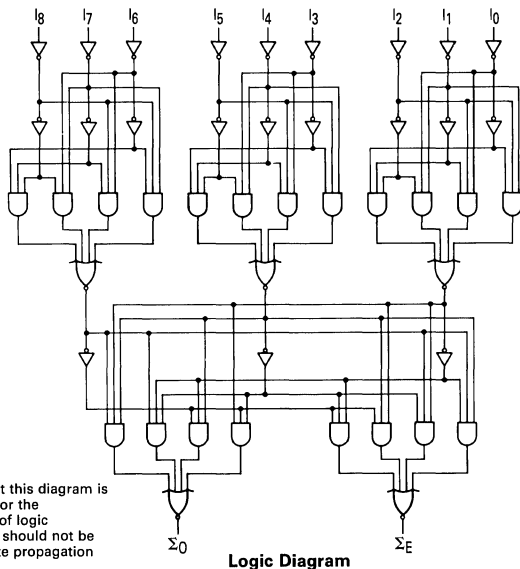 I8 I7 I6 I5 I4 I3 I2 I1 I0
t this diagram is
or the
of logic
should not be
te propagation
ΣO ΣE
Logic Diagram